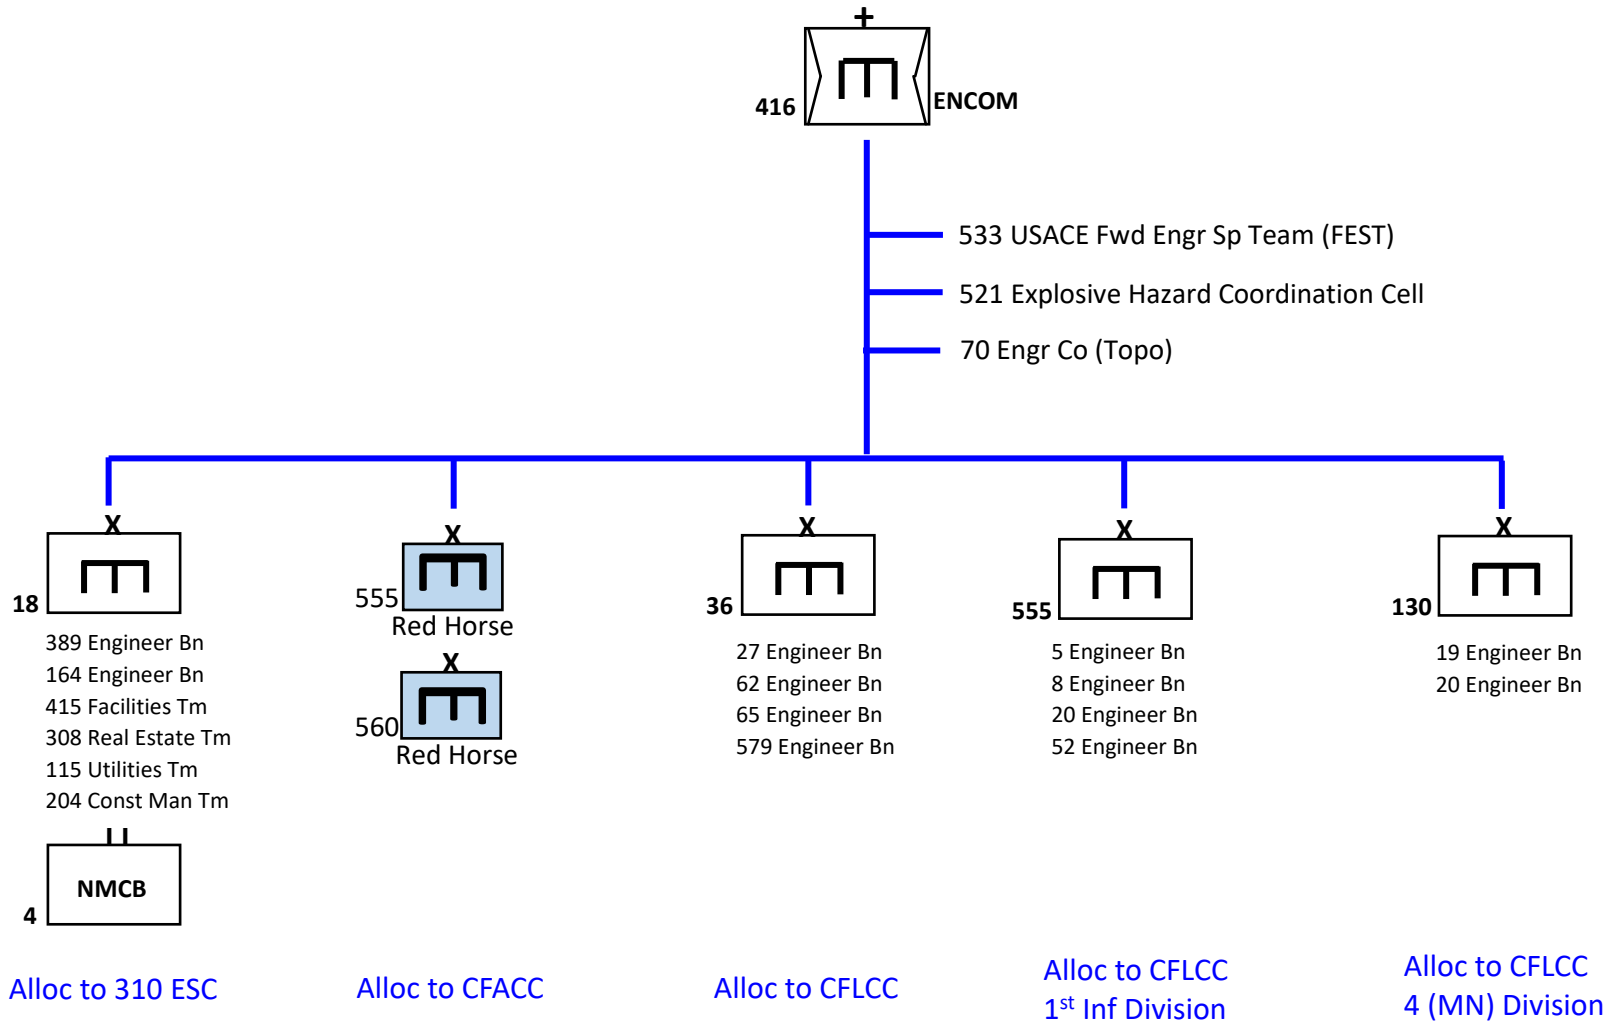 +
416
ENCOM
533 USACE Fwd Engr Sp Team (FEST)
521 Explosive Hazard Coordination Cell
70 Engr Co (Topo)
X
18
389 Engineer Bn
164 Engineer Bn
415 Facilities Tm
308 Real Estate Tm
115 Utilities Tm
204 Const Man Tm
II
NMCB
4
Alloc to 310 ESC
X
555
Red Horse
X
560
Red Horse
Alloc to CFACC
X
36
27 Engineer Bn
62 Engineer Bn
65 Engineer Bn
579 Engineer Bn
Alloc to CFLCC
X
555
5 Engineer Bn
8 Engineer Bn
20 Engineer Bn
52 Engineer Bn
Alloc to CFLCC
1st Inf Division
X
130
19 Engineer Bn
20 Engineer Bn
Alloc to CFLCC
4 (MN) Division